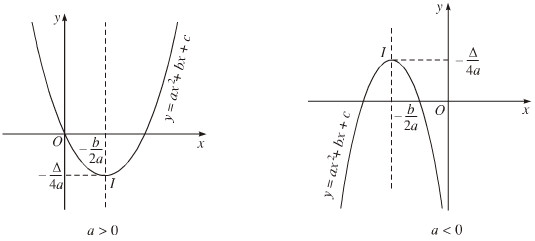 y
y = ax² + bx + c
O
x
−b/2a
−Δ/4a
I
a > 0
y
I
−Δ/4a
O
x
−b/2a
y = ax² + bx + c
a < 0